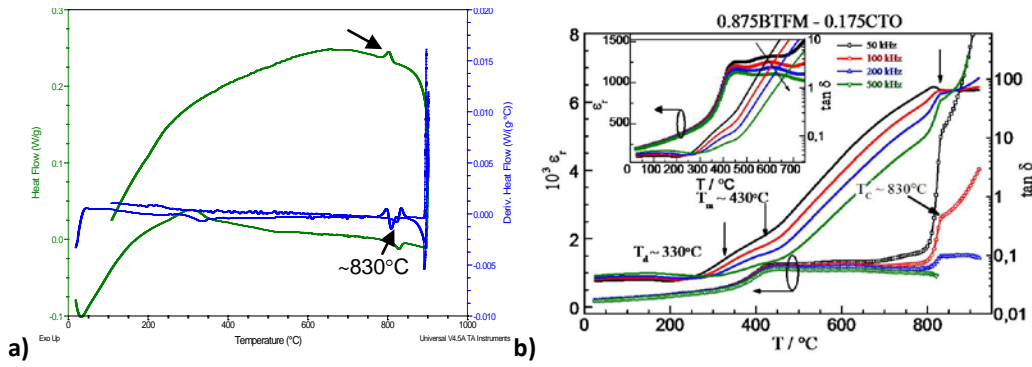 0.3
0.2
0.1
0.0
-0.1
Heat Flow (W/g)
0
200
400
600
800
1000
Exo Up
Temperature (°C)
Universal V4.5A TA Instruments
0.020
0.015
0.010
0.005
0.000
-0.005
-0.010
Deriv. Heat Flow (W/(g·°C))
~830°C
a)
0.875BTFM - 0.175CTO
8
6
4
2
0
10³ εr
0
200
400
600
800
T / °C
100
10
1
0,1
0,01
tan δ
50 kHz
100 kHz
200 kHz
500 kHz
1500
1250
1000
500
εr
0 100 200 300 400 500 600 700
T / °C
10
1
0,1
tan δ
Td ~ 330°C
Tm ~ 430°C
TC ~ 830°C
b)